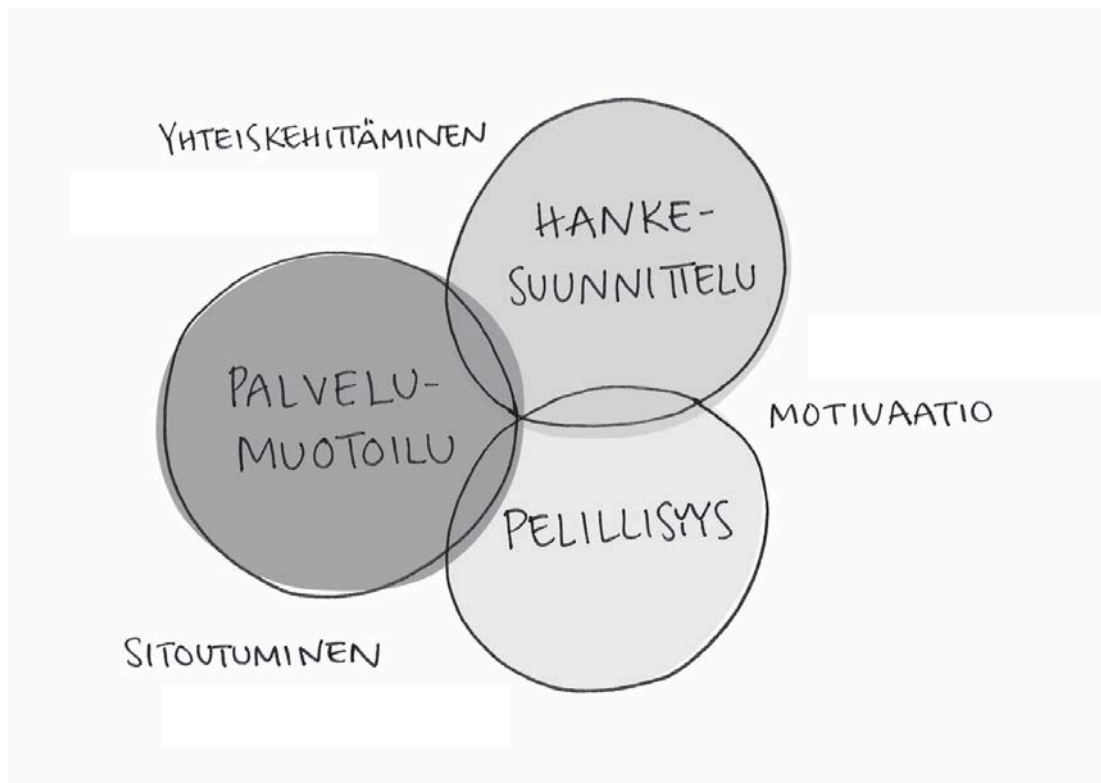 YHTEISKEHITTÄMINEN
HANKE-
SUUNNITTELU
PALVELU-
MUOTOILU
MOTIVAATIO
PELILLISYYS
SITOUTUMINEN